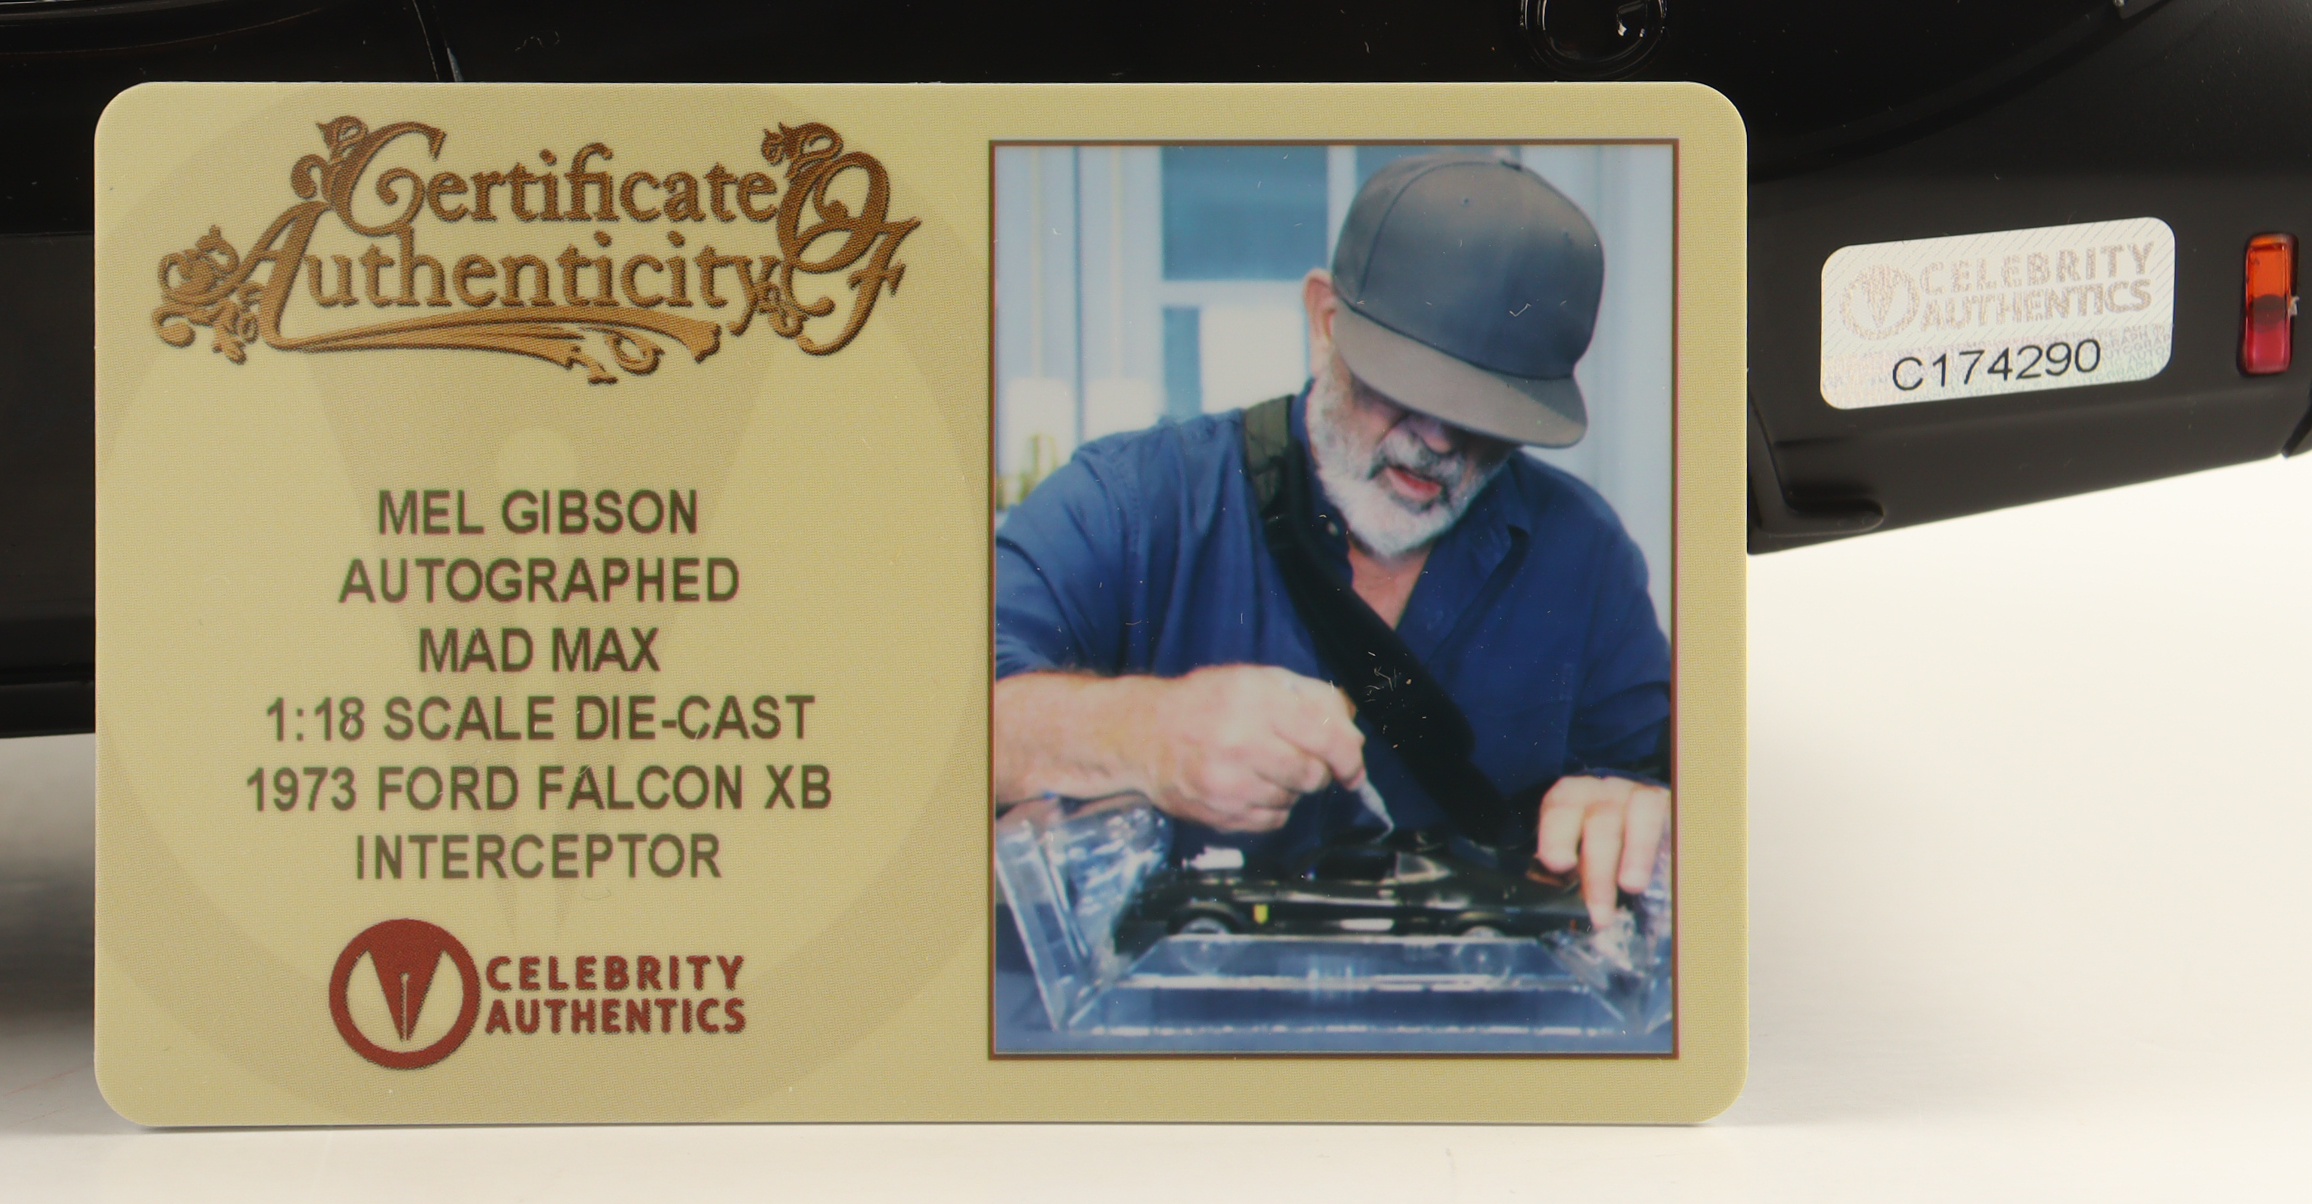 Certificate Of
Authenticity
MEL GIBSON
AUTOGRAPHED
MAD MAX
1:18 SCALE DIE-CAST
1973 FORD FALCON XB
INTERCEPTOR
CELEBRITY
AUTHENTICS
CELEBRITY
AUTHENTICS
C174290